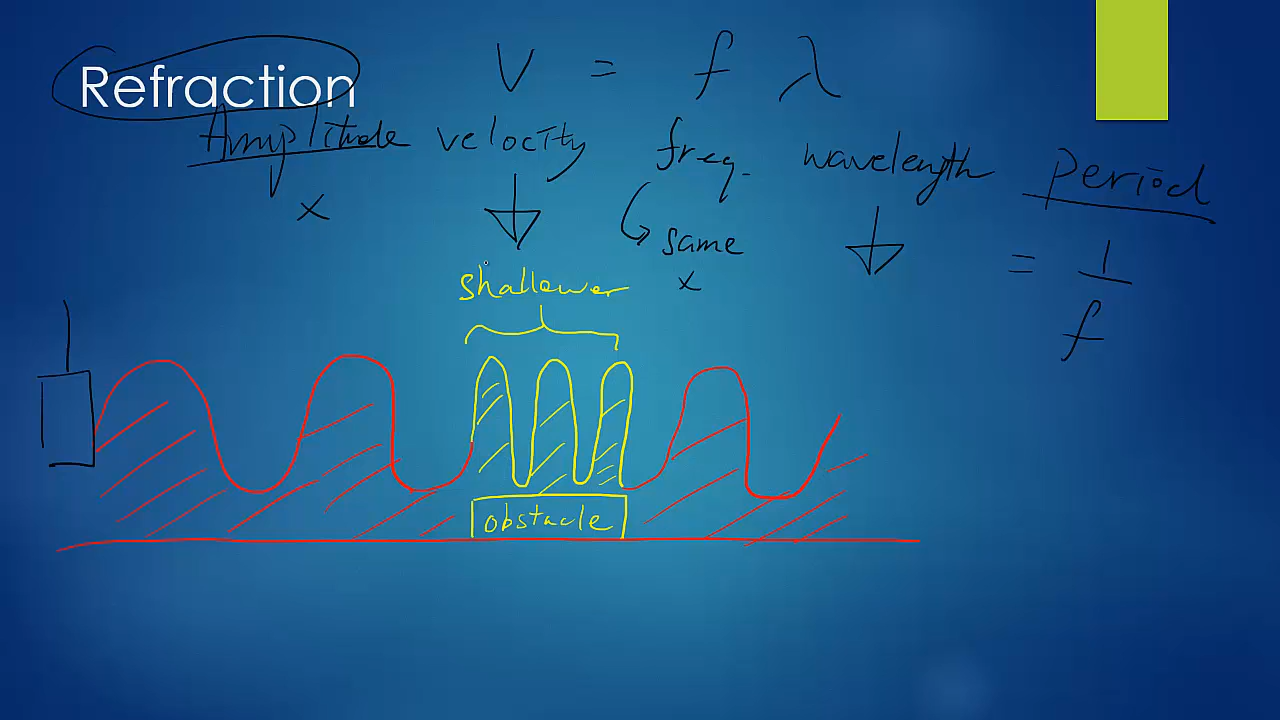 Refraction
V = f λ
Amplitude velocity freq. wavelength Period
x
same
x
= 1
f
shallower
obstacle